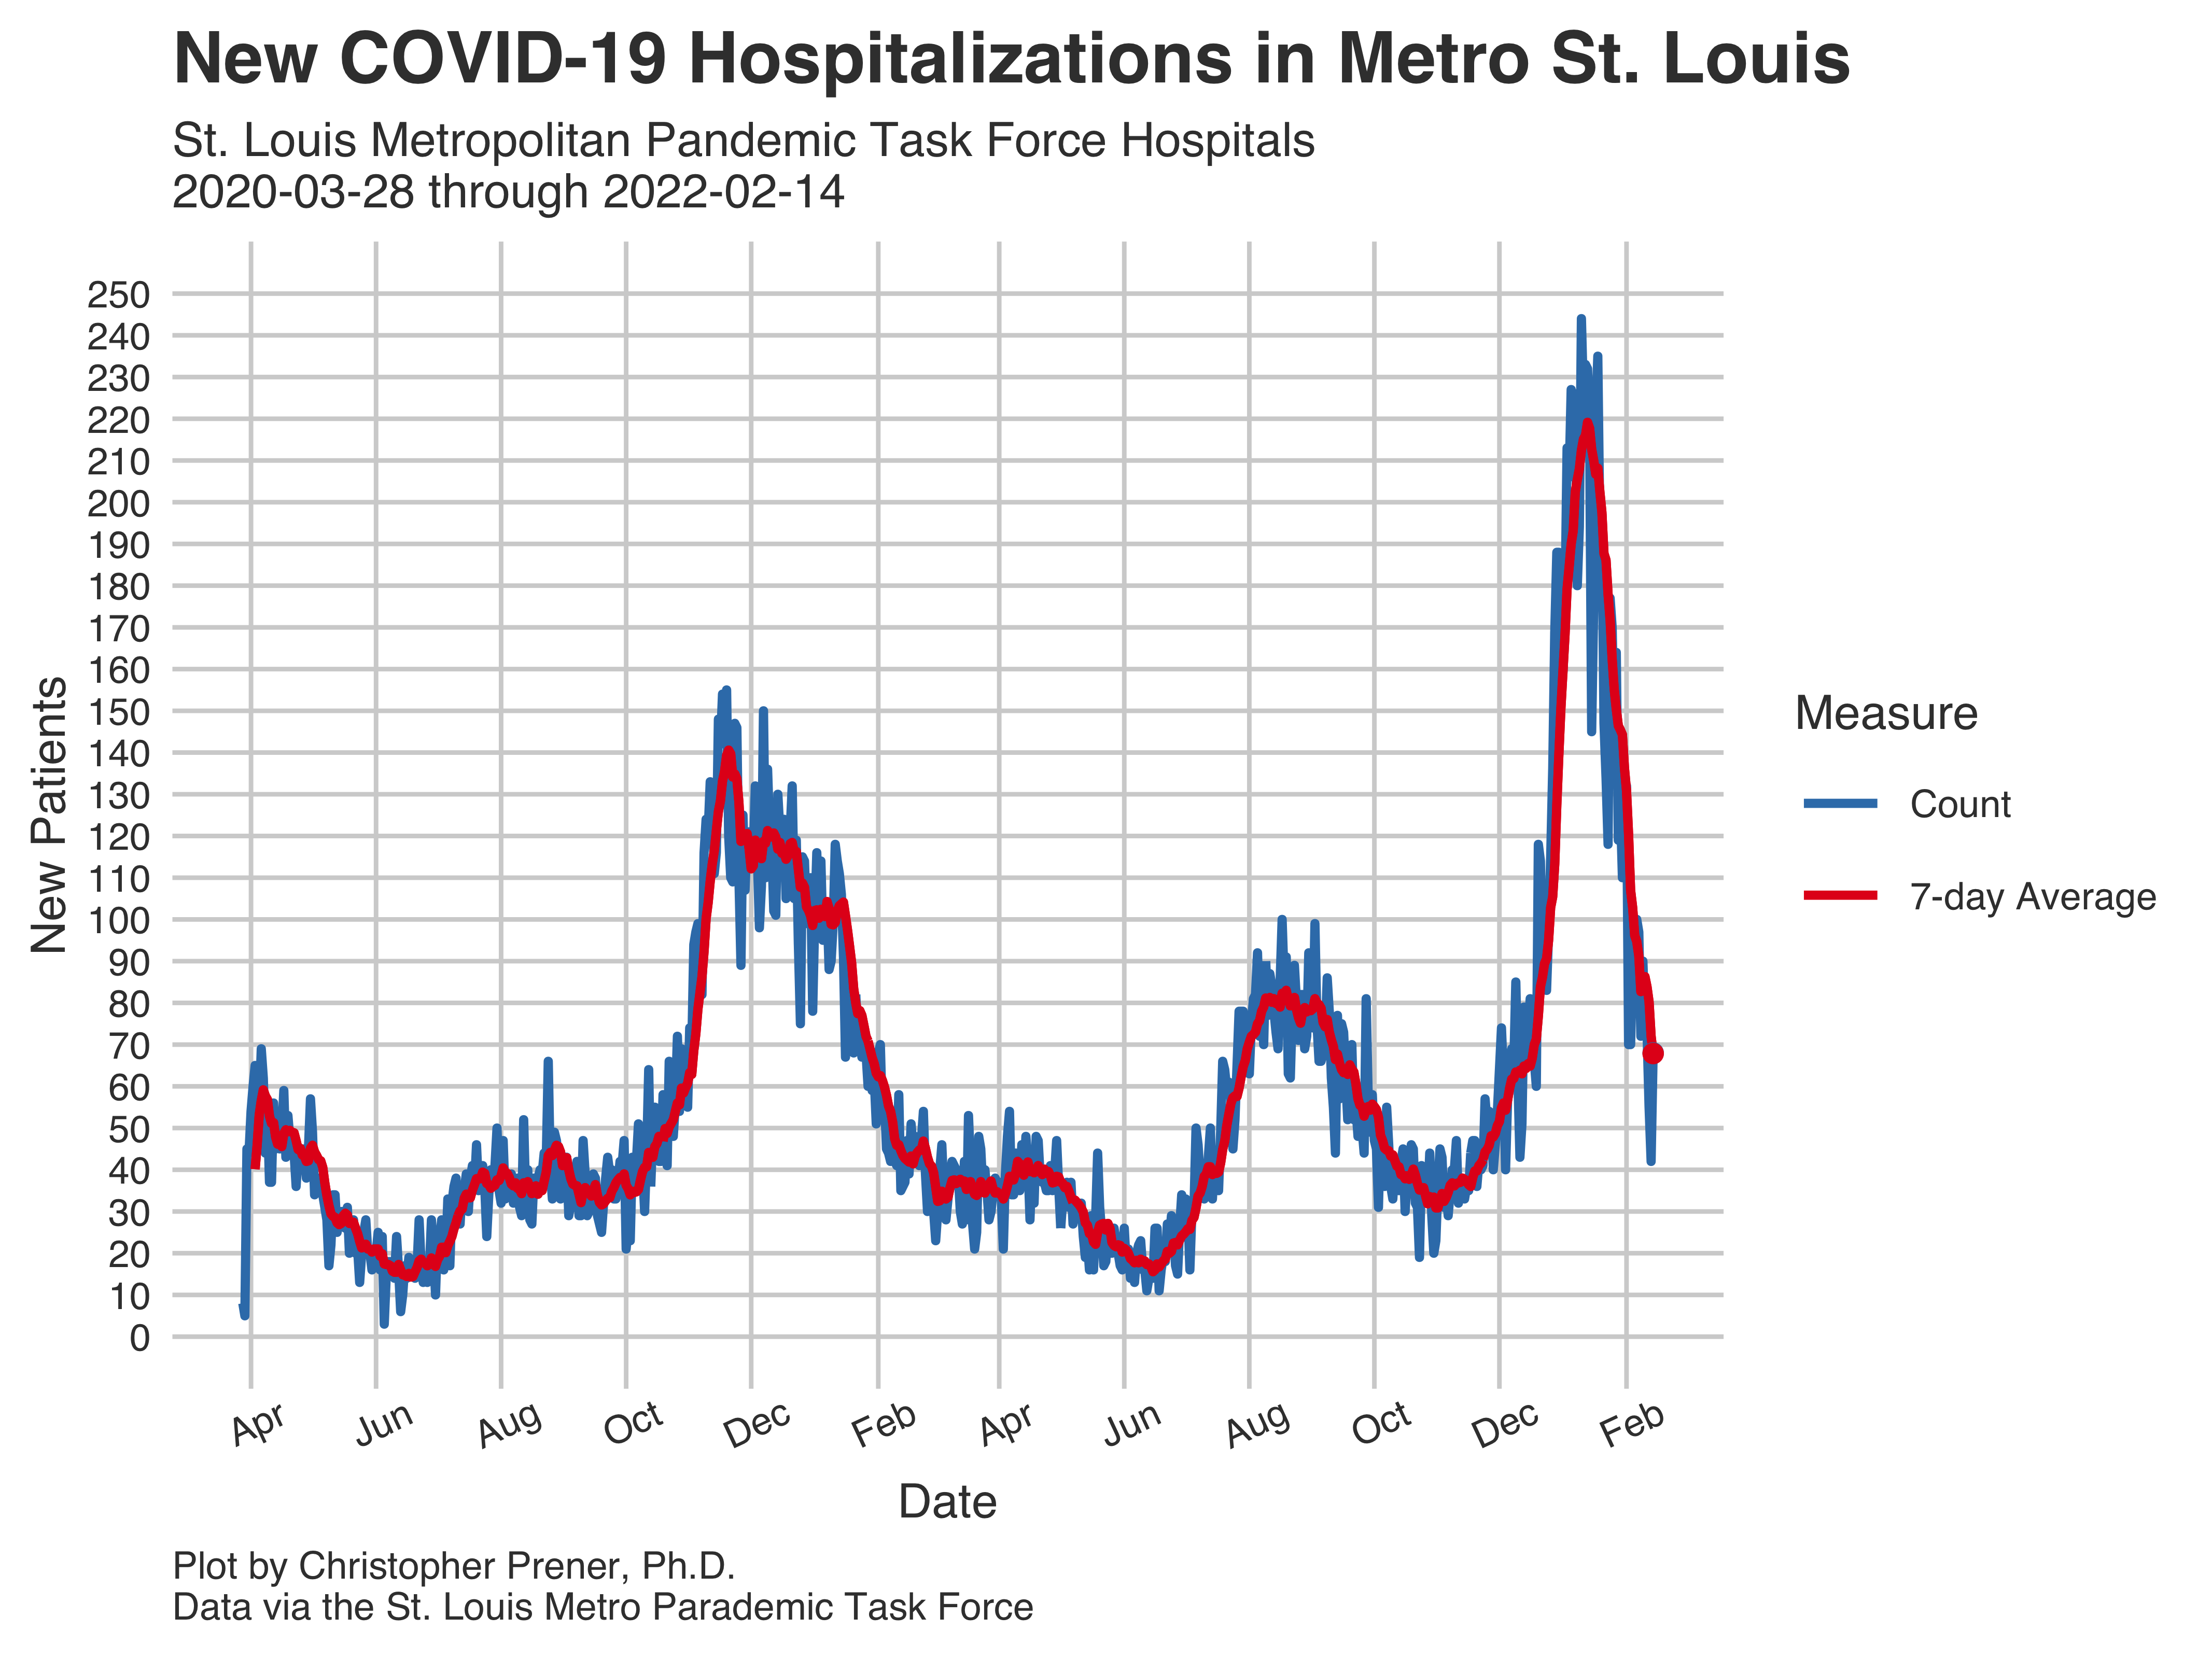 New COVID-19 Hospitalizations in Metro St. Louis
St. Louis Metropolitan Pandemic Task Force Hospitals
2020-03-28 through 2022-02-14
250
240
230
220
210
200
190
180
170
160
150
140
130
120
110
100
90
80
70
60
50
40
30
20
10
0
New Patients
Apr
Jun
Aug
Oct
Dec
Feb
Apr
Jun
Aug
Oct
Dec
Feb
Date
Measure
Count
7-day Average
Plot by Christopher Prener, Ph.D.
Data via the St. Louis Metro Parademic Task Force